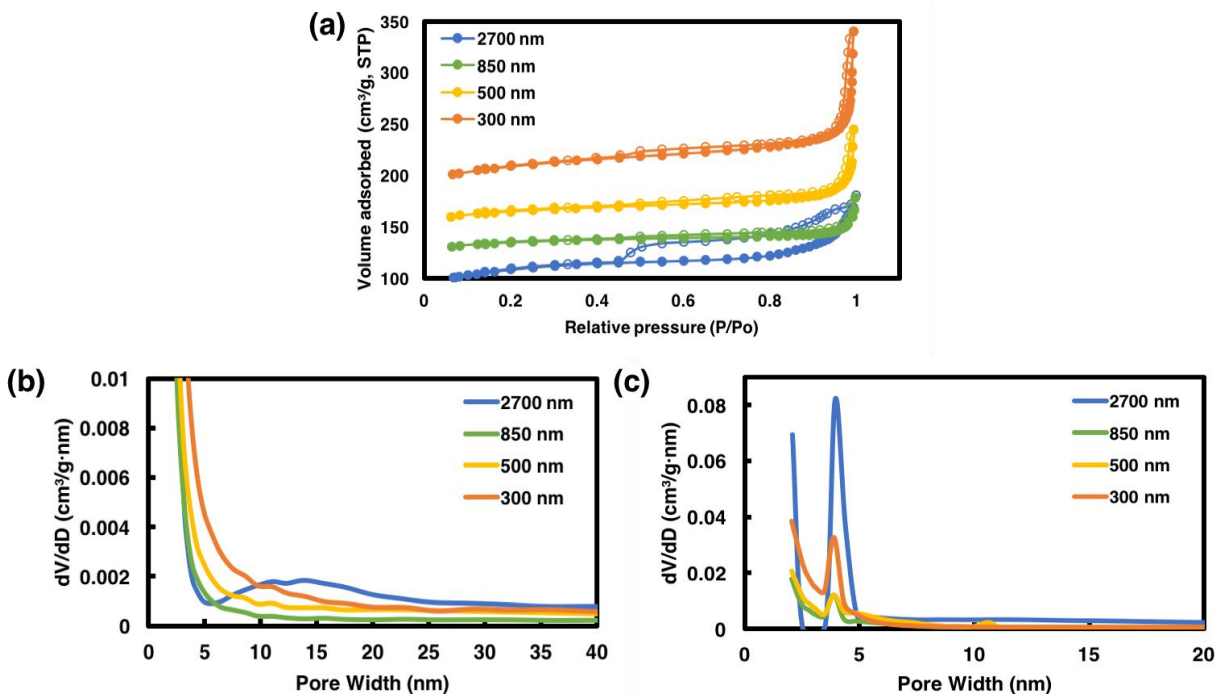 (a)
350
300
250
200
150
100
Volume adsorbed (cm³/g, STP)
2700 nm
850 nm
500 nm
300 nm
0 0.2 0.4 0.6 0.8 1
Relative pressure (P/Po)
(b)
0.01
0.008
0.006
0.004
0.002
0
dV/dD (cm³/g·nm)
2700 nm
850 nm
500 nm
300 nm
0 5 10 15 20 25 30 35 40
Pore Width (nm)
(c)
0.08
0.06
0.04
0.02
0
dV/dD (cm³/g·nm)
2700 nm
850 nm
500 nm
300 nm
0 5 10 15 20
Pore Width (nm)